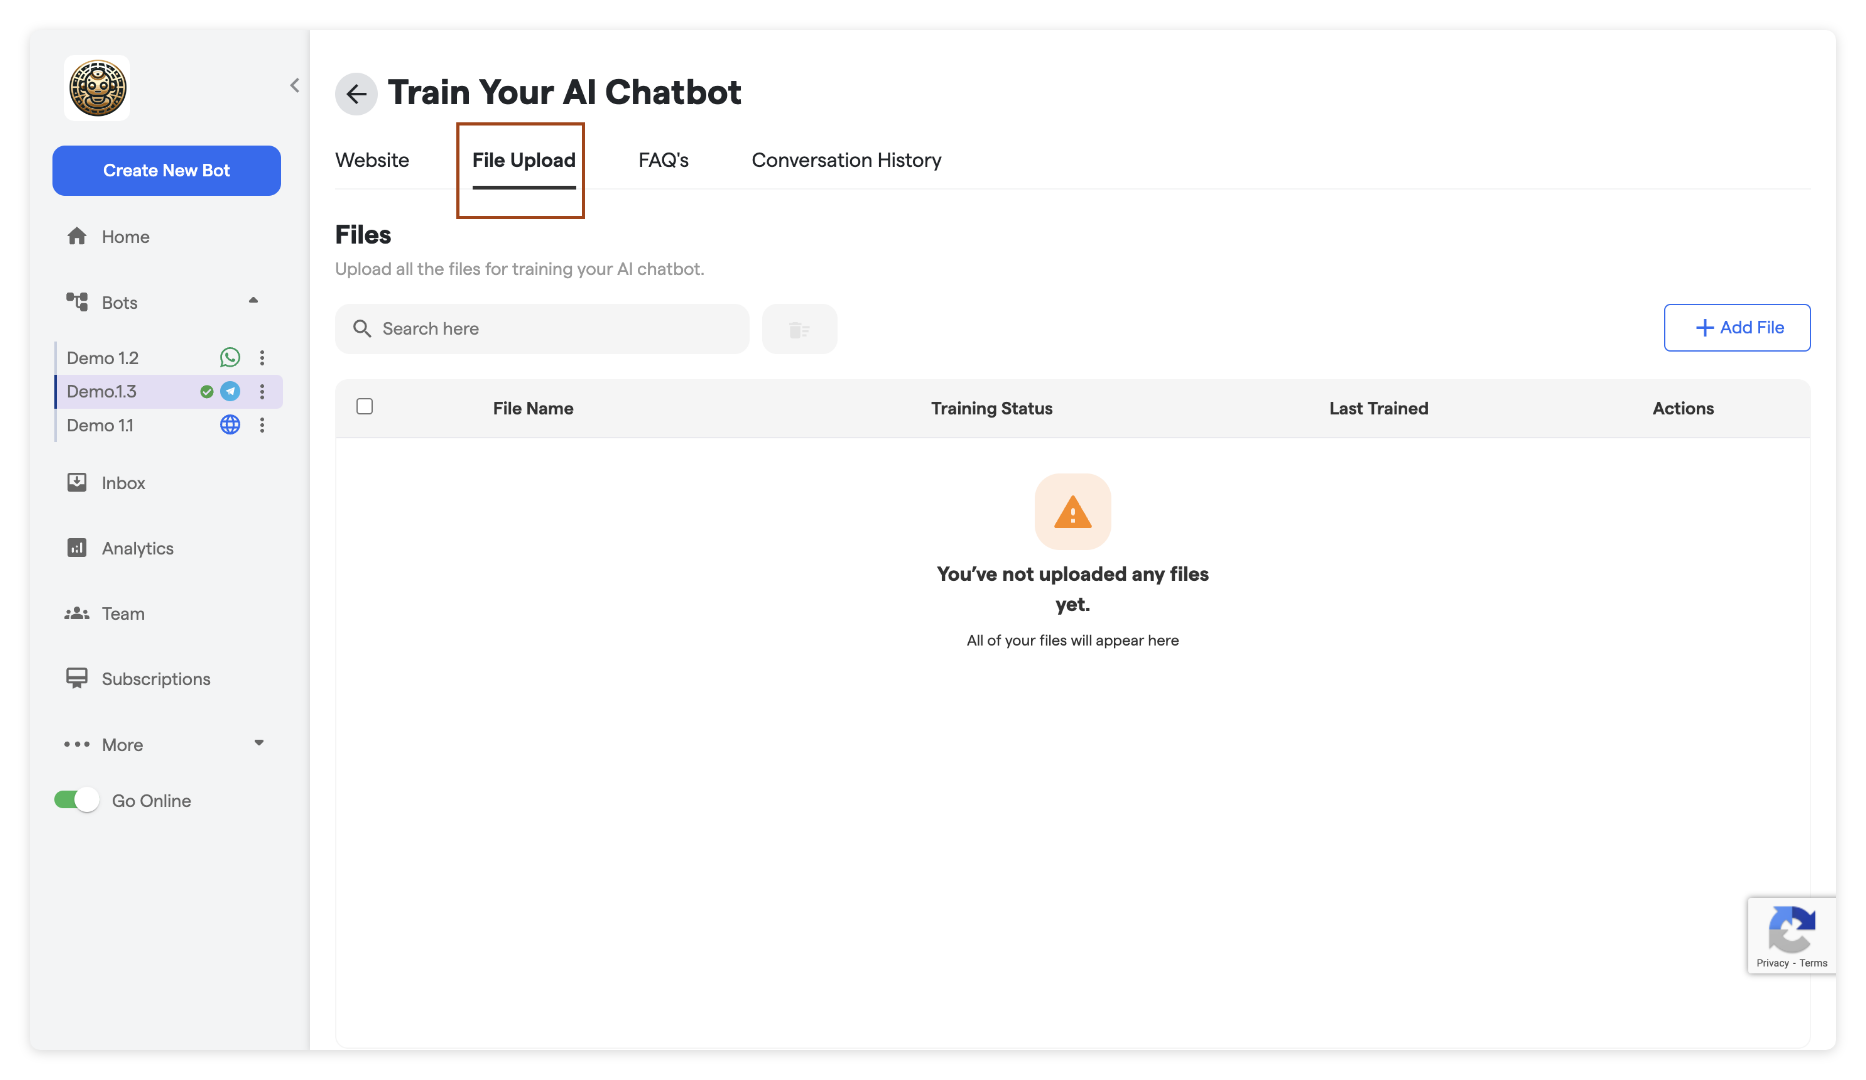 Create New Bot
Home
Bots
Demo 1.2
Demo.1.3
Demo 1.1
Inbox
Analytics
Team
Subscriptions
More
Go Online
Train Your AI Chatbot
Website File Upload FAQ's Conversation History
Files
Upload all the files for training your AI chatbot.
Search here
Add File
File Name Training Status Last Trained Actions
You’ve not uploaded any files
yet.
All of your files will appear here
Privacy - Terms